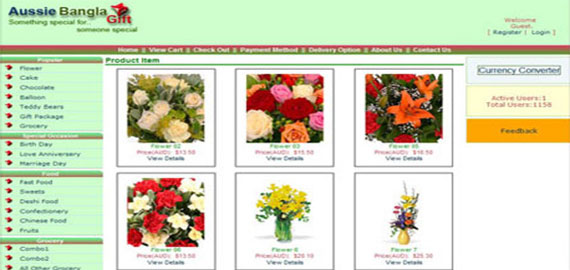 Aussie Bangla Gift
Something special for..
someone special
Welcome
Guest.
[ Register | Login ]
Home || View Cart || Check Out || Payment Method || Delivery Option || About Us || Contact Us
Popular
Flower
Cake
Chocolate
Balloon
Teddy Bears
Gift Package
Grocery
Special Occasion
Birth Day
Love Anniversary
Marriage Day
Food
Fast Food
Sweets
Deshi Food
Confectionery
Chinese Food
Fruits
Grocery
Combo1
Combo2
All Other Grocery
Product Item
Flower 02
Price(AUD): $13.50
View Details
Flower 03
Price(AUD): $15.50
View Details
Flower 05
Price(AUD): $10.50
View Details
Flower 06
Price(AUD): $13.50
View Details
Flower 6
Price(AUD): $20.10
View Details
Flower 7
Price(AUD): $25.30
View Details
Currency Converter
Active Users:1
Total Users:1158
Feedback